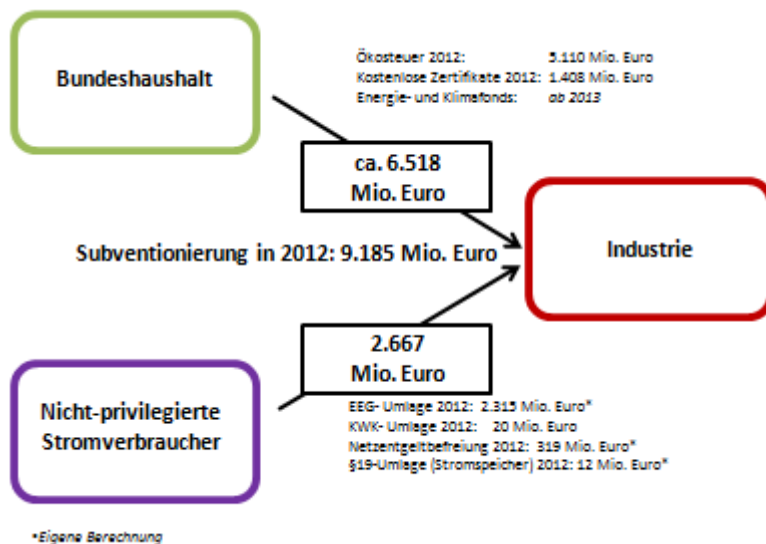 Bundeshaushalt
Ökosteuer 2012: 5.110 Mio. Euro
Kostenlose Zertifikate 2012: 1.408 Mio. Euro
Energie- und Klimafonds: ab 2013
ca. 6.518
Mio. Euro
Subventionierung in 2012: 9.185 Mio. Euro
Industrie
2.667
Mio. Euro
Nicht-privilegierte
Stromverbraucher
EEG- Umlage 2012: 2.315 Mio. Euro*
KWK- Umlage 2012: 20 Mio. Euro
Netzentgeltbefreiung 2012: 319 Mio. Euro*
§19-Umlage (Stromspeicher) 2012: 12 Mio. Euro*
*Eigene Berechnung